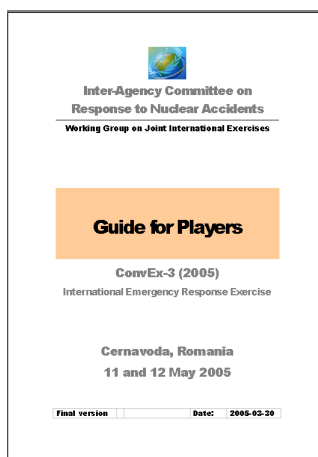 Inter-Agency Committee on
Response to Nuclear Accidents
Working Group on Joint International Exercises
Guide for Players
ConvEx-3 (2005)
International Emergency Response Exercise
Cernavoda, Romania
11 and 12 May 2005
Final version Date: 2005-03-30